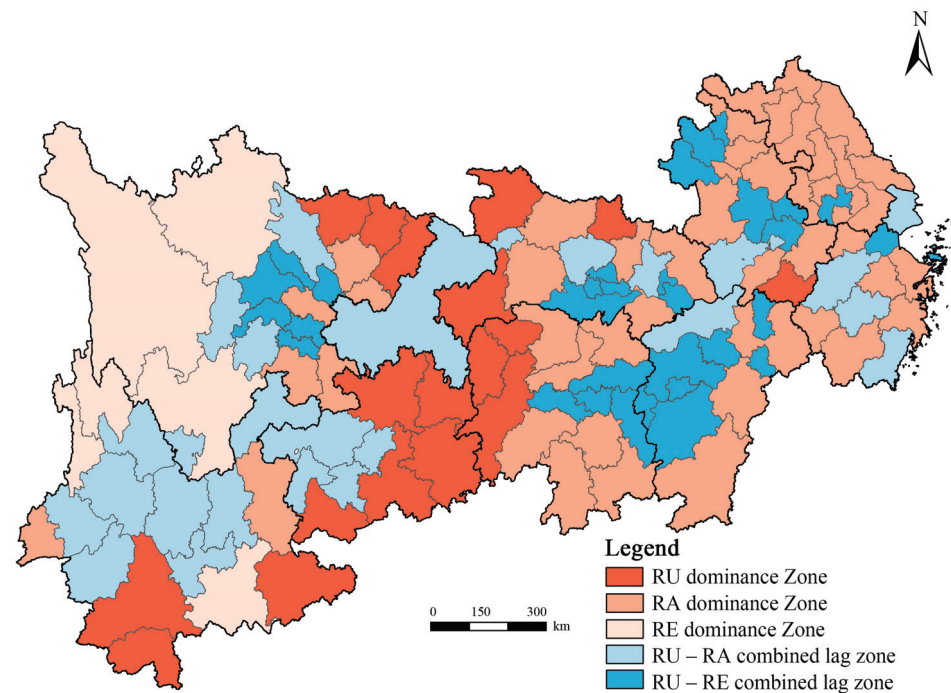 N
Legend
RU dominance Zone
RA dominance Zone
RE dominance Zone
RU – RA combined lag zone
RU – RE combined lag zone
0 150 300
km